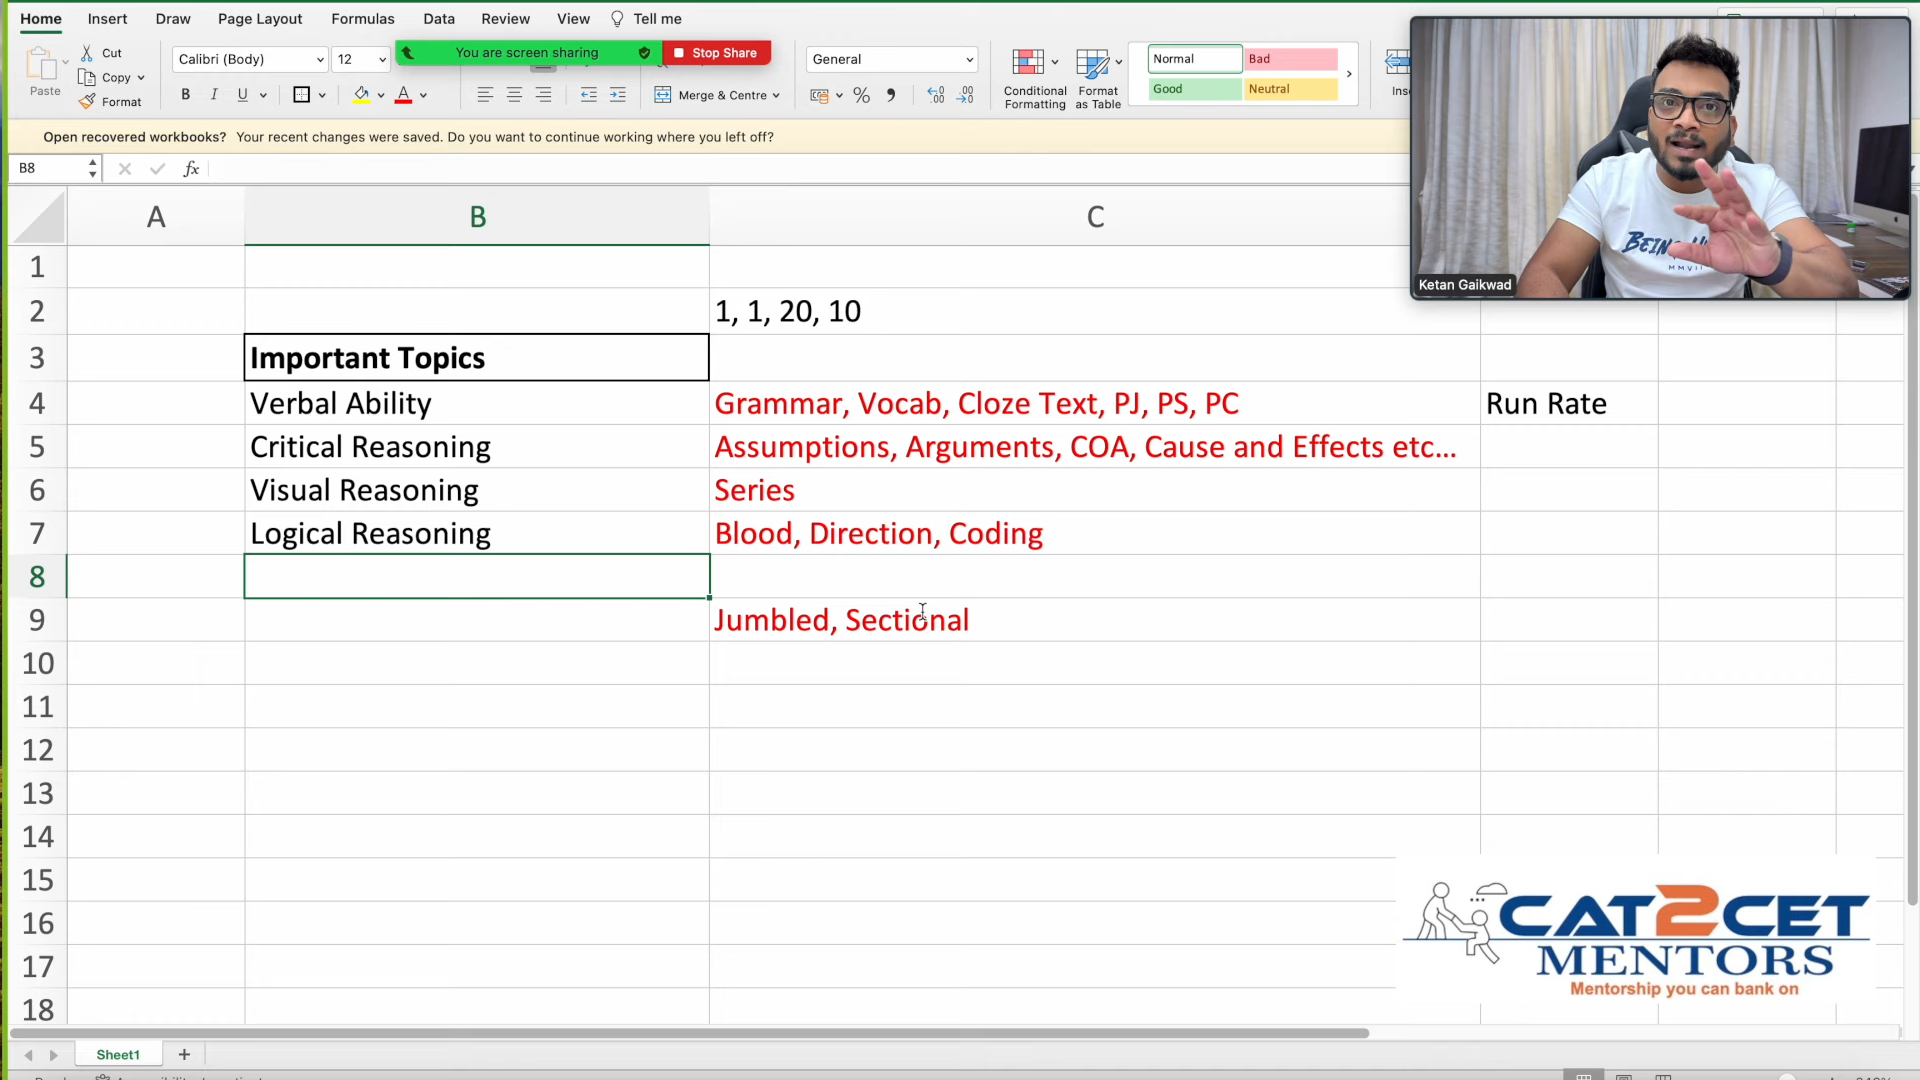 Home Insert Draw Page Layout Formulas Data Review View Tell me
Paste
Cut
Copy
Format
Calibri (Body) 12
B I U A
You are screen sharing Stop Share
Merge & Centre
General
Conditional Formatting
Format as Table
Normal Bad
Good Neutral
Open recovered workbooks? Your recent changes were saved. Do you want to continue working where you left off?
B8 fx
Ketan Gaikwad
A B C
1
2 1, 1, 20, 10
3 Important Topics
4 Verbal Ability Grammar, Vocab, Cloze Text, PJ, PS, PC Run Rate
5 Critical Reasoning Assumptions, Arguments, COA, Cause and Effects etc...
6 Visual Reasoning Series
7 Logical Reasoning Blood, Direction, Coding
8
9 Jumbled, Sectional
10
11
12
13
14
15
16
17
18
CAT2CET
MENTORS
Mentorship you can bank on
Sheet1